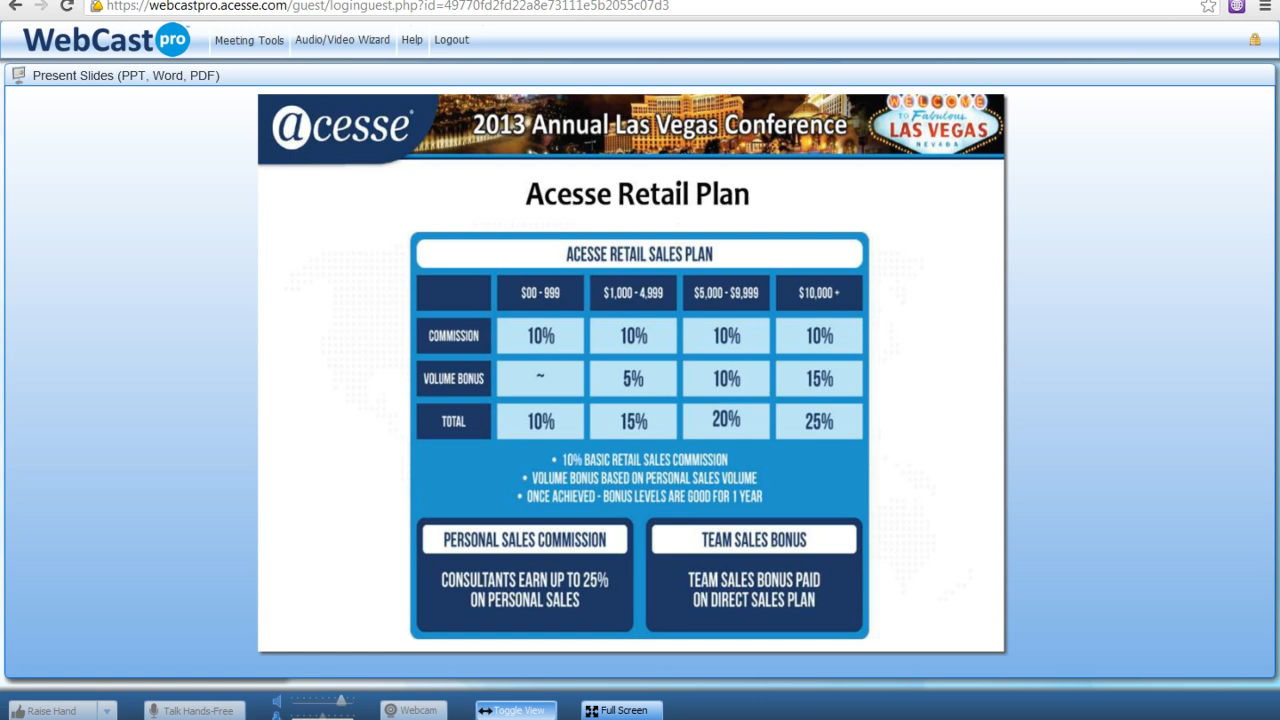 https://webcastpro.acesse.com/guest/loginguest.php?id=49770fd2fd22a8e73111e5b2055c07d3
WebCast pro Meeting Tools Audio/Video Wizard Help Logout
Present Slides (PPT, Word, PDF)
@cesse 2013 Annual Las Vegas Conference
WELCOME
TO Fabulous
LAS VEGAS
NEVADA
Acesse Retail Plan
ACESSE RETAIL SALES PLAN
$00 - 999 $1,000 - 4,999 $5,000 - $9,999 $10,000 +
COMMISSION 10% 10% 10% 10%
VOLUME BONUS ~ 5% 10% 15%
TOTAL 10% 15% 20% 25%
• 10% BASIC RETAIL SALES COMMISSION
• VOLUME BONUS BASED ON PERSONAL SALES VOLUME
• ONCE ACHIEVED - BONUS LEVELS ARE GOOD FOR 1 YEAR
PERSONAL SALES COMMISSION
CONSULTANTS EARN UP TO 25%
ON PERSONAL SALES
TEAM SALES BONUS
TEAM SALES BONUS PAID
ON DIRECT SALES PLAN
Raise Hand Talk Hands-Free Webcam Toggle View Full Screen